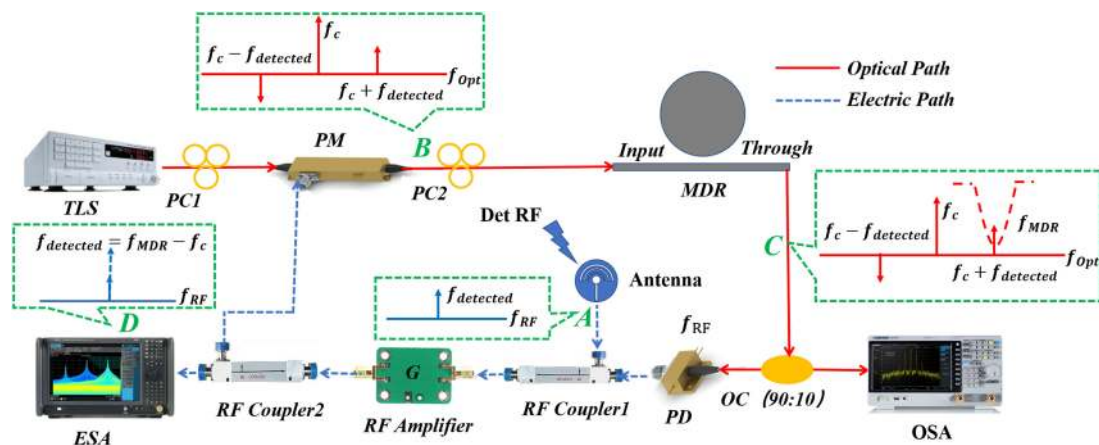 f_c
f_c − f_detected
f_Opt
f_c + f_detected
B
Optical Path
Electric Path
PM
Input
Through
TLS
PC1
PC2
MDR
f_c
f_c − f_detected
f_MDR
C
f_Opt
f_c + f_detected
Det RF
Antenna
f_detected = f_MDR − f_c
f_RF
D
f_detected
A
f_RF
f_RF
G
ESA
RF Coupler2
RF Amplifier
RF Coupler1
PD
OC (90:10)
OSA